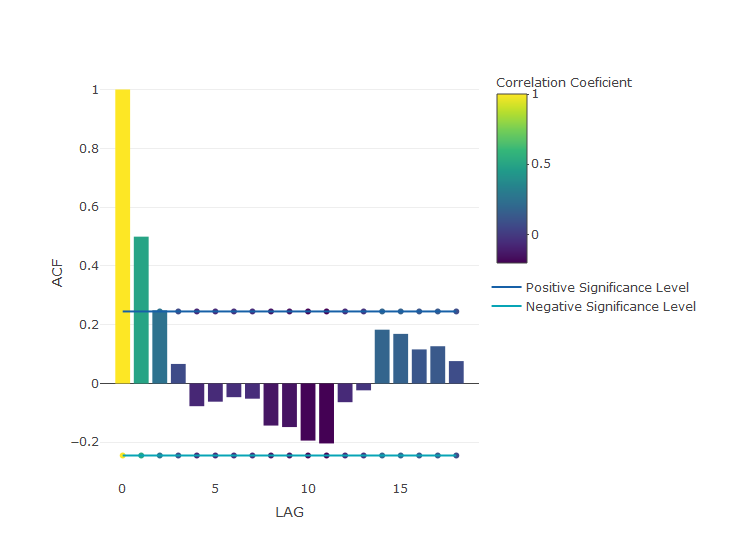 Correlation Coeficient
1
0.5
0
1
0.8
0.6
0.4
0.2
0
−0.2
ACF
0
5
10
15
LAG
Positive Significance Level
Negative Significance Level